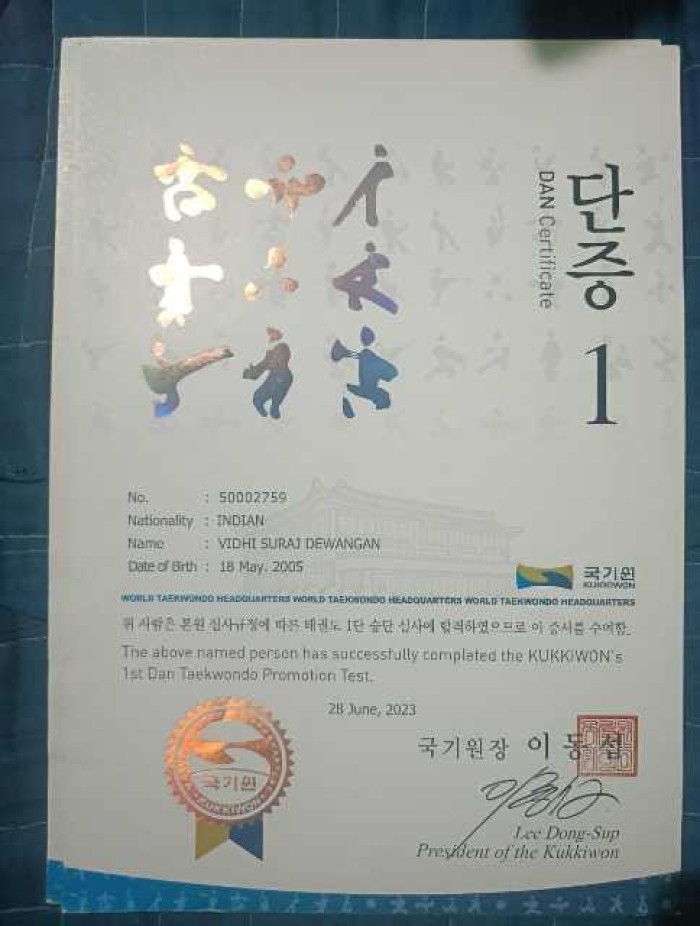 단증
DAN Certificate
1
No. : 50002759
Nationality : INDIAN
Name : VIDHI SURAJ DEWANGAN
Date of Birth : 18 May. 2005
국기원
KUKKIWON
WORLD TAEKWONDO HEADQUARTERS WORLD TAEKWONDO HEADQUARTERS WORLD TAEKWONDO HEADQUARTERS
위 사람은 본원 심사규정에 따른 태권도 1단 승단 심사에 합격하였으므로 이 증서를 수여함.
The above named person has successfully completed the KUKKIWON's
1st Dan Taekwondo Promotion Test.
28 June, 2023
국기원장 이동섭
Lee Dong-Sup
President of the Kukkiwon
국기원
KUKKIWON